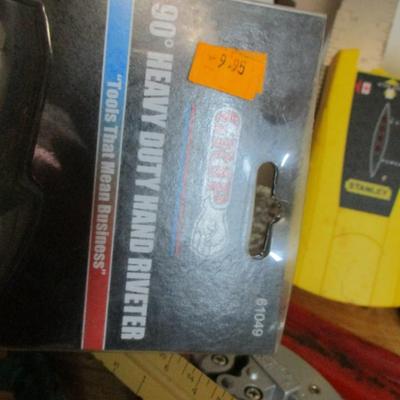 9.95
GRIP
90° HEAVY DUTY HAND RIVETER
"Tools That Mean Business"
61049
STANLEY